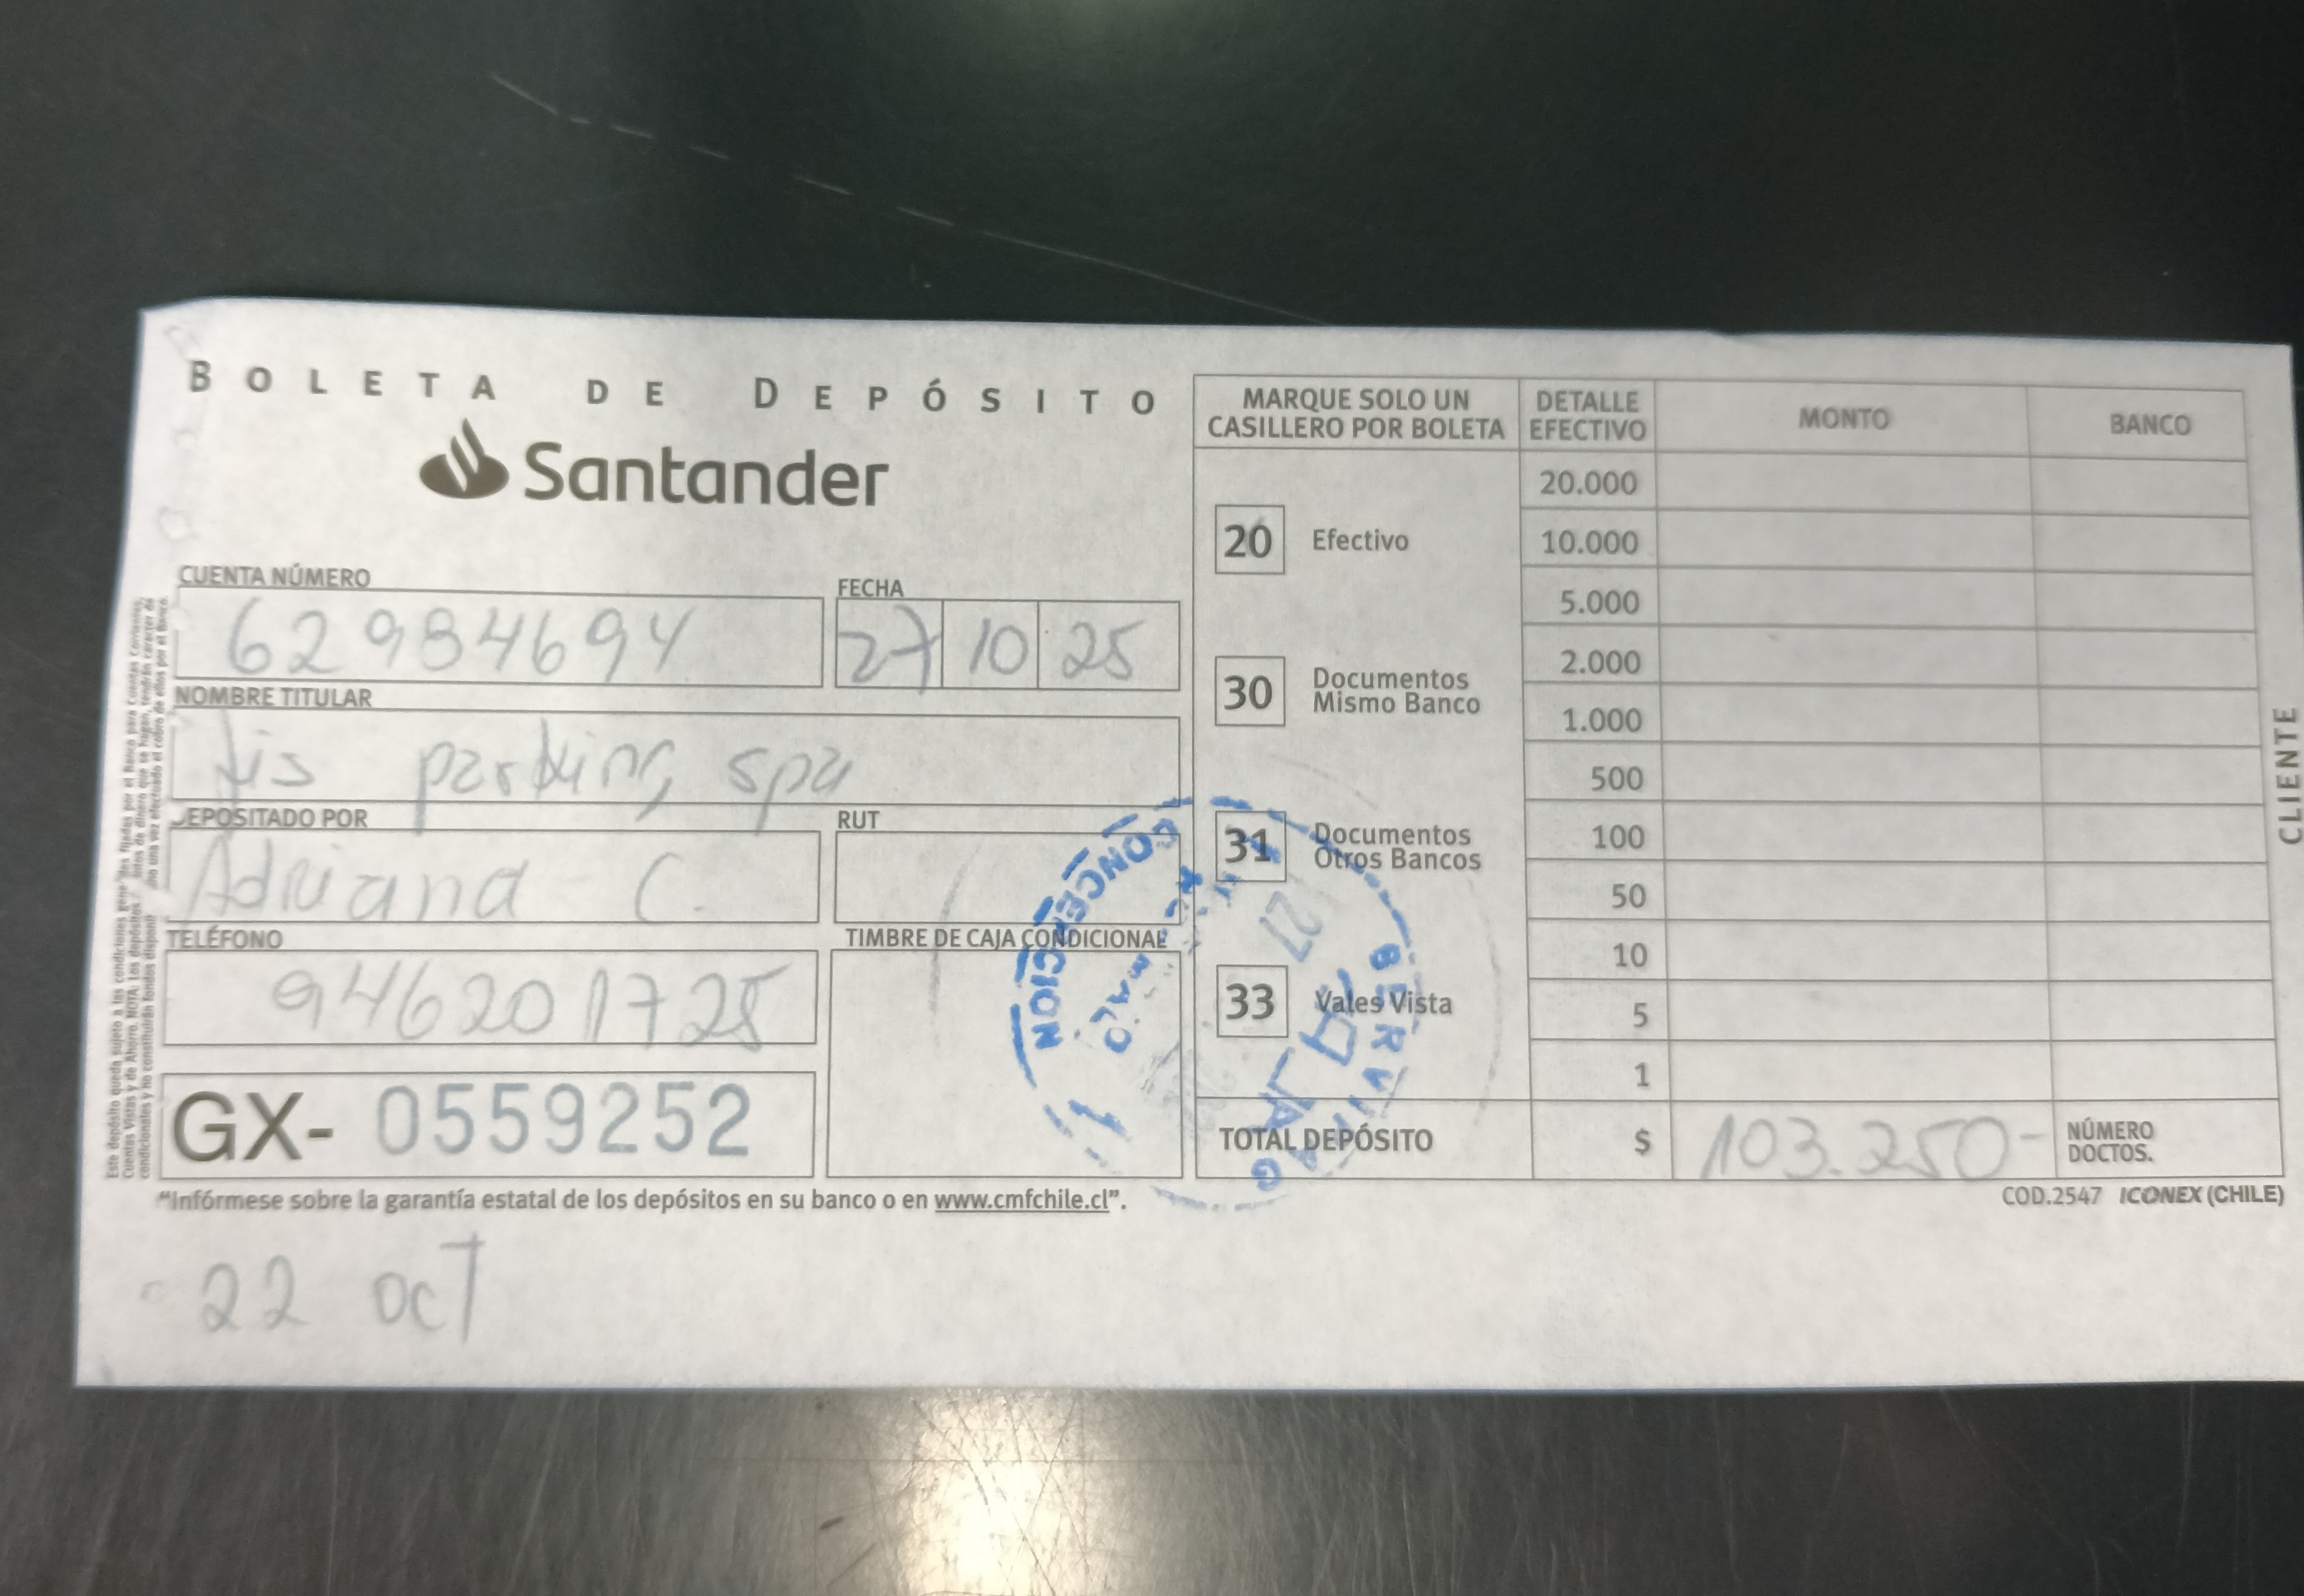 BOLETA DE DEPÓSITO
Santander
CUENTA NÚMERO
62984694
FECHA
27 10 25
NOMBRE TITULAR
parking spa
DEPOSITADO POR
Adriana C.
RUT
TELÉFONO
946201725
TIMBRE DE CAJA CONDICIONAL
GX- 0559252
"Infórmese sobre la garantía estatal de los depósitos en su banco o en www.cmfchile.cl".
22 oct
MARQUE SOLO UN
CASILLERO POR BOLETA
20 Efectivo
30 Documentos
Mismo Banco
31 Documentos
Otros Bancos
33 Vales Vista
DETALLE
EFECTIVO
MONTO
BANCO
20.000
10.000
5.000
2.000
1.000
500
100
50
10
5
1
TOTAL DEPÓSITO $ 103.250-
NÚMERO
DOCTOS.
COD.2547 ICONEX (CHILE)
CLIENTE
CONCEPCION
SERVIPAG
27